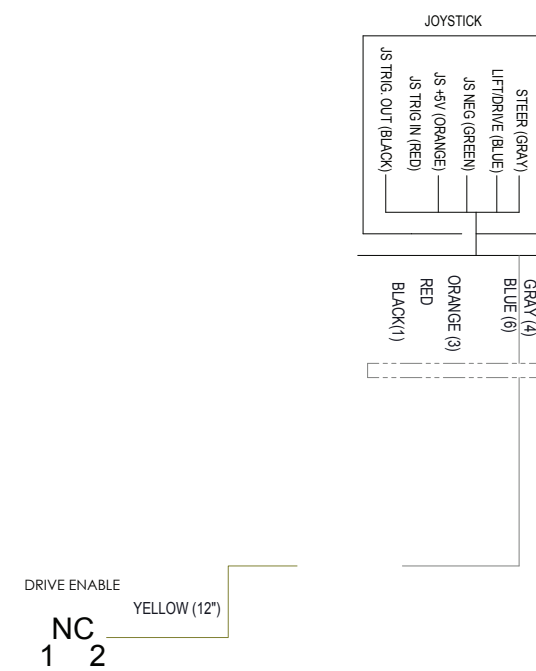 JOYSTICK
JS TRIG. OUT (BLACK)
JS TRIG IN (RED)
JS +5V (ORANGE)
JS NEG (GREEN)
LIFT/DRIVE (BLUE)
STEER (GRAY)
BLACK(1)
RED
ORANGE (3)
BLUE (6)
GRAY (4)
DRIVE ENABLE
YELLOW (12")
NC
1 2